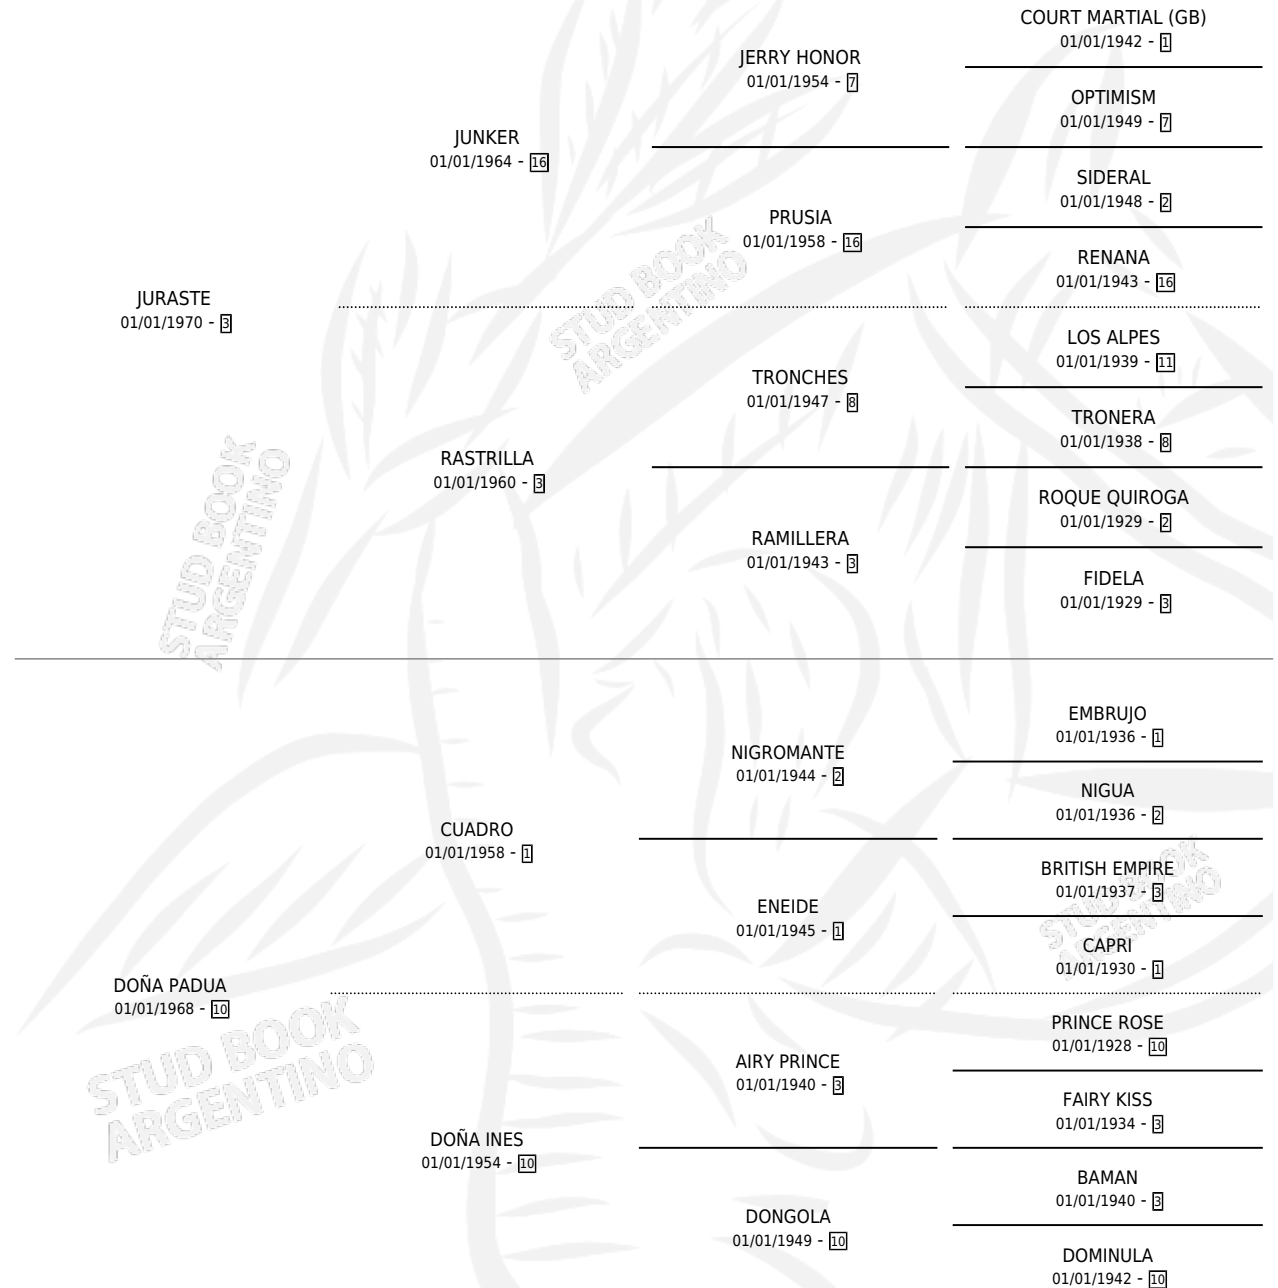 COURT MARTIAL (GB)
01/01/1942 - 1
JERRY HONOR
01/01/1954 - 7
OPTIMISM
01/01/1949 - 7
JUNKER
01/01/1964 - 16
SIDERAL
01/01/1948 - 2
PRUSIA
01/01/1958 - 16
RENANA
01/01/1943 - 16
JURASTE
01/01/1970 - 3
LOS ALPES
01/01/1939 - 11
TRONCHES
01/01/1947 - 8
TRONERA
01/01/1938 - 8
RASTRILLA
01/01/1960 - 3
ROQUE QUIROGA
01/01/1929 - 2
RAMILLERA
01/01/1943 - 3
FIDELA
01/01/1929 - 3
STUD BOOK
ARGENTINO
STUD BOOK
ARGENTINO
EMBRUJO
01/01/1936 - 1
NIGROMANTE
01/01/1944 - 2
NIGUA
01/01/1936 - 2
CUADRO
01/01/1958 - 1
BRITISH EMPIRE
01/01/1937 - 3
ENEIDE
01/01/1945 - 1
CAPRI
01/01/1930 - 1
DOÑA PADUA
01/01/1968 - 10
PRINCE ROSE
01/01/1928 - 10
AIRY PRINCE
01/01/1940 - 3
FAIRY KISS
01/01/1934 - 3
DOÑA INES
01/01/1954 - 10
BAMAN
01/01/1940 - 3
DONGOLA
01/01/1949 - 10
DOMINULA
01/01/1942 - 10
STUD BOOK
ARGENTINO
STUD BOOK
ARGENTINO